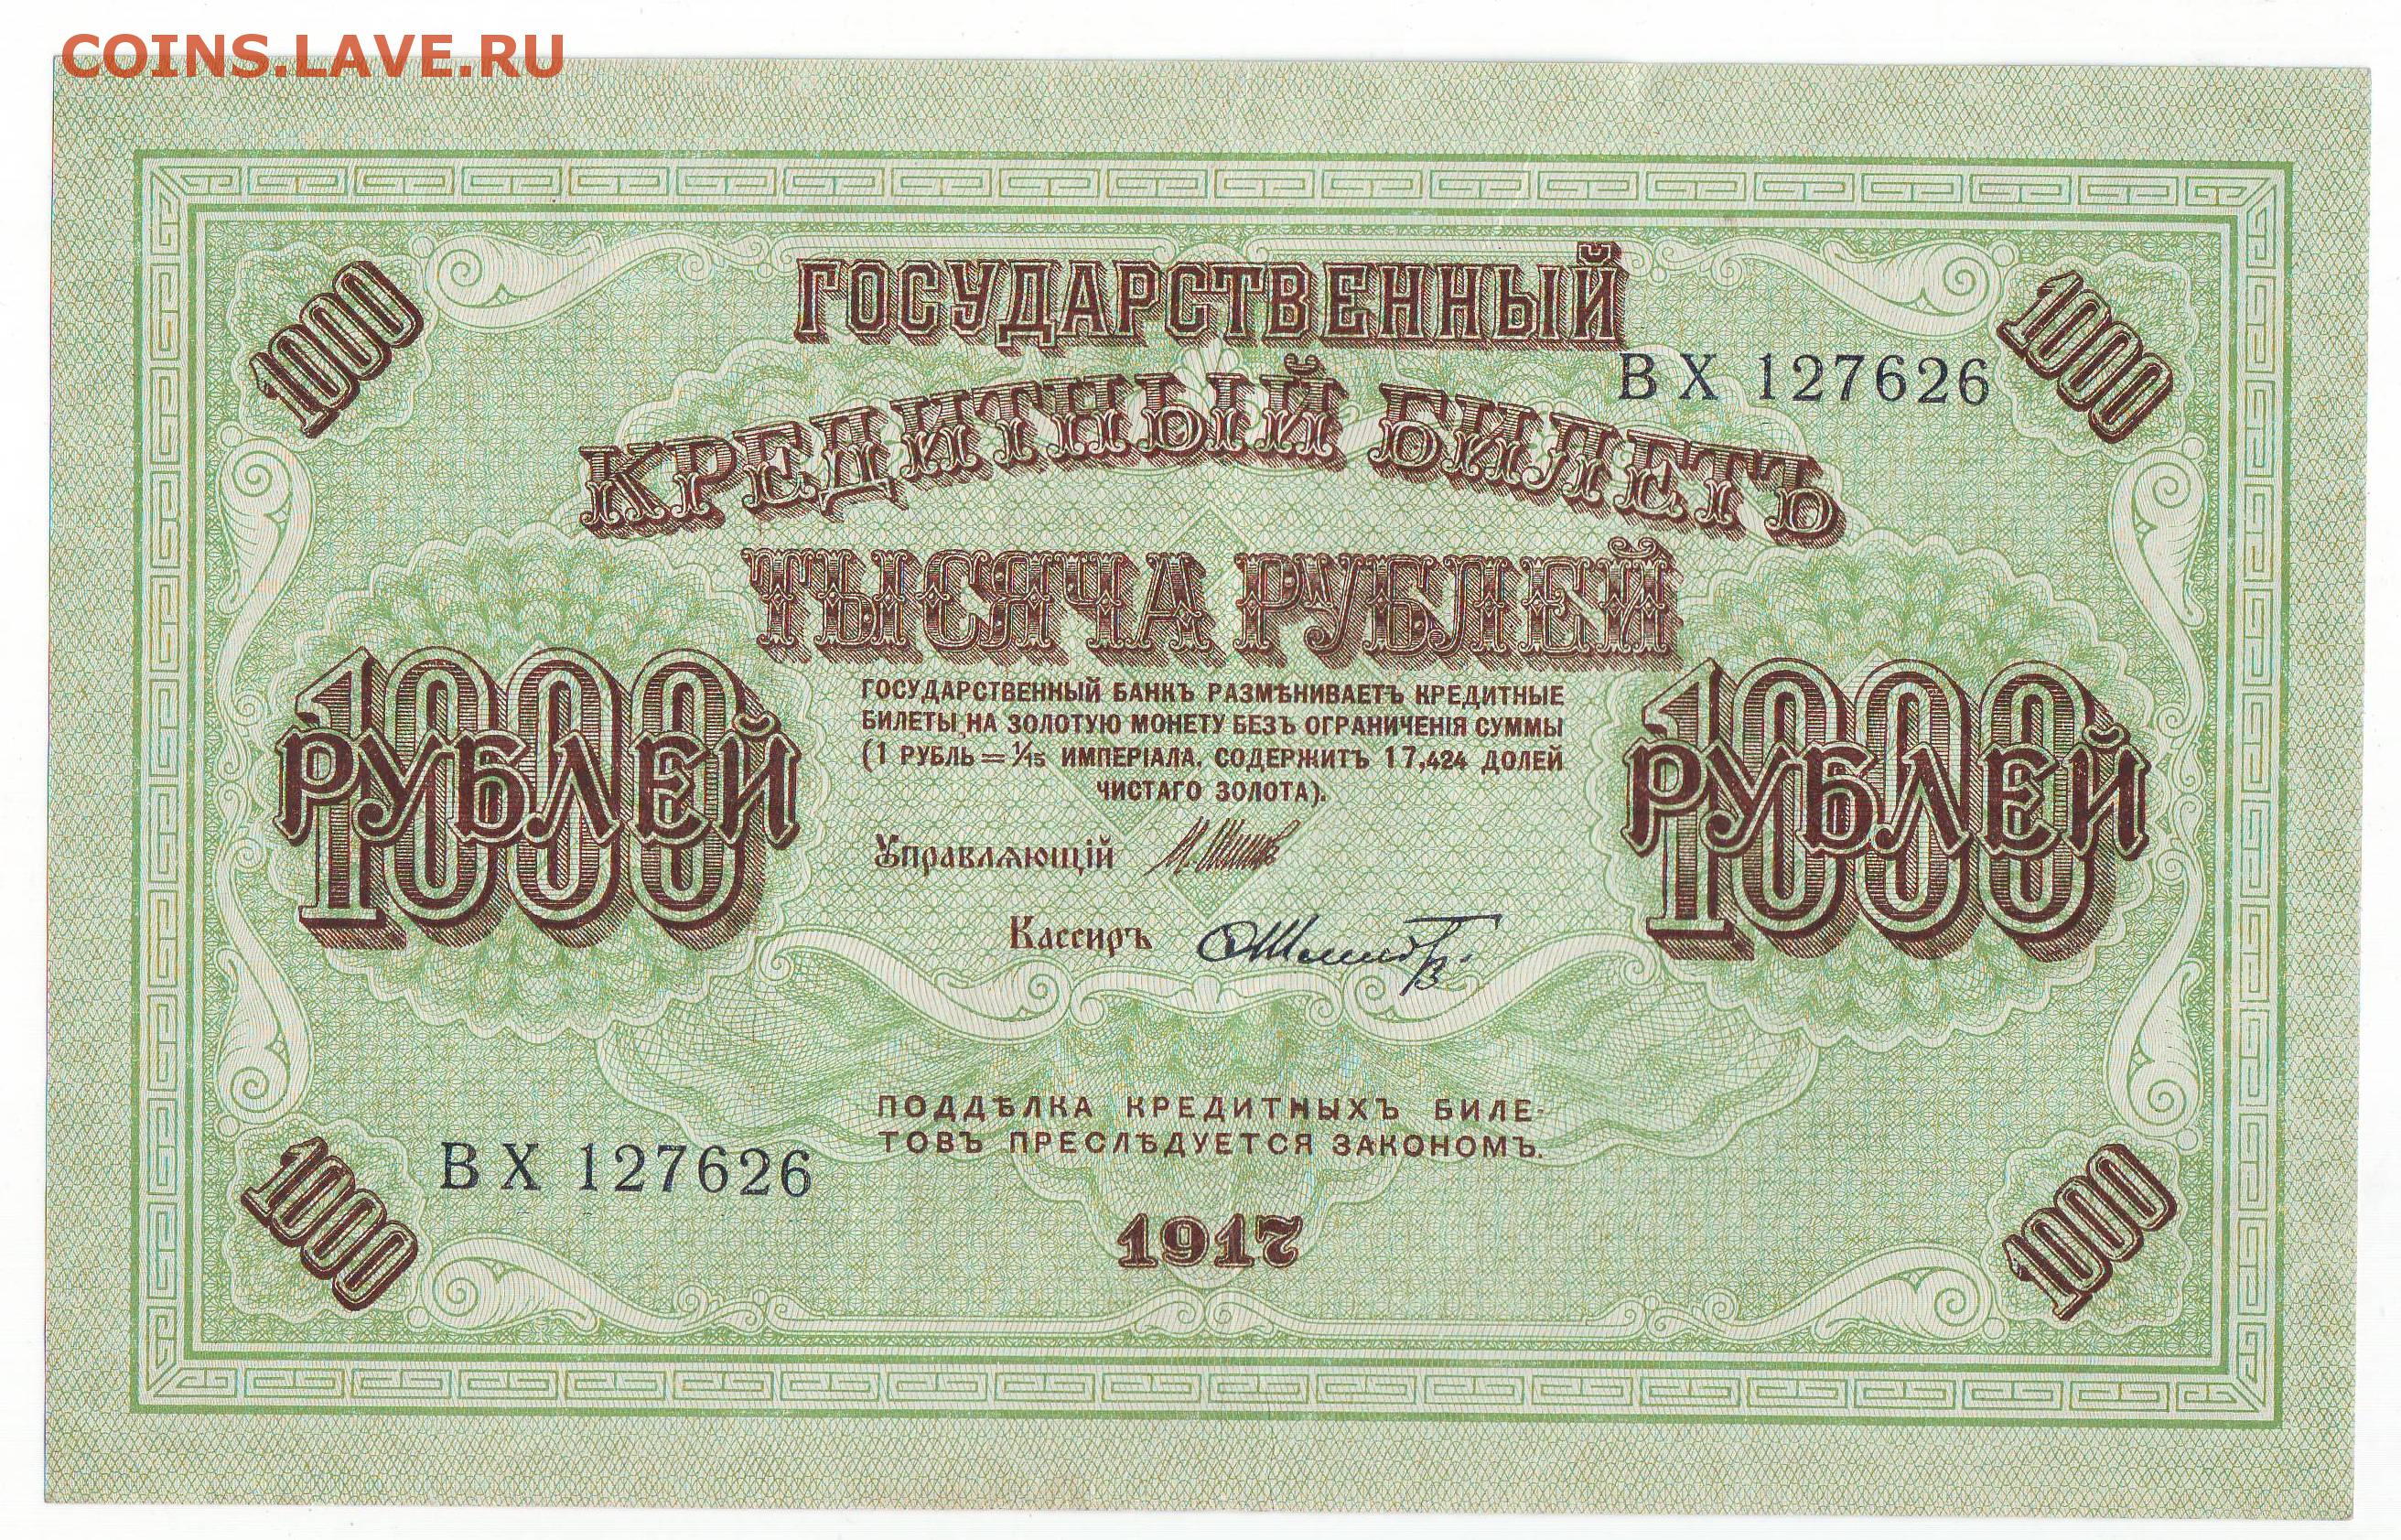 COINS.LAVE.RU
1000
ГОСУДАРСТВЕННЫЙ
1000
ВХ 127626
КРЕДИТНЫЙ БИЛЕТЪ
ТЫСЯЧА РУБЛЕЙ
1000
РУБЛЕЙ
ГОСУДАРСТВЕННЫЙ БАНКЪ РАЗМѢНИВАЕТЪ КРЕДИТНЫЕ
БИЛЕТЫ НА ЗОЛОТУЮ МОНЕТУ БЕЗЪ ОГРАНИЧЕНІЯ СУММЫ
(1 РУБЛЬ = 1/15 ИМПЕРІАЛА, СОДЕРЖИТЪ 17,424 ДОЛЕЙ
ЧИСТАГО ЗОЛОТА).
1000
РУБЛЕЙ
Управляющій
Кассиръ
ПОДДѢЛКА КРЕДИТНЫХЪ БИЛЕ-
ТОВЪ ПРЕСЛѢДУЕТСЯ ЗАКОНОМЪ.
ВХ 127626
1000
1917
1000